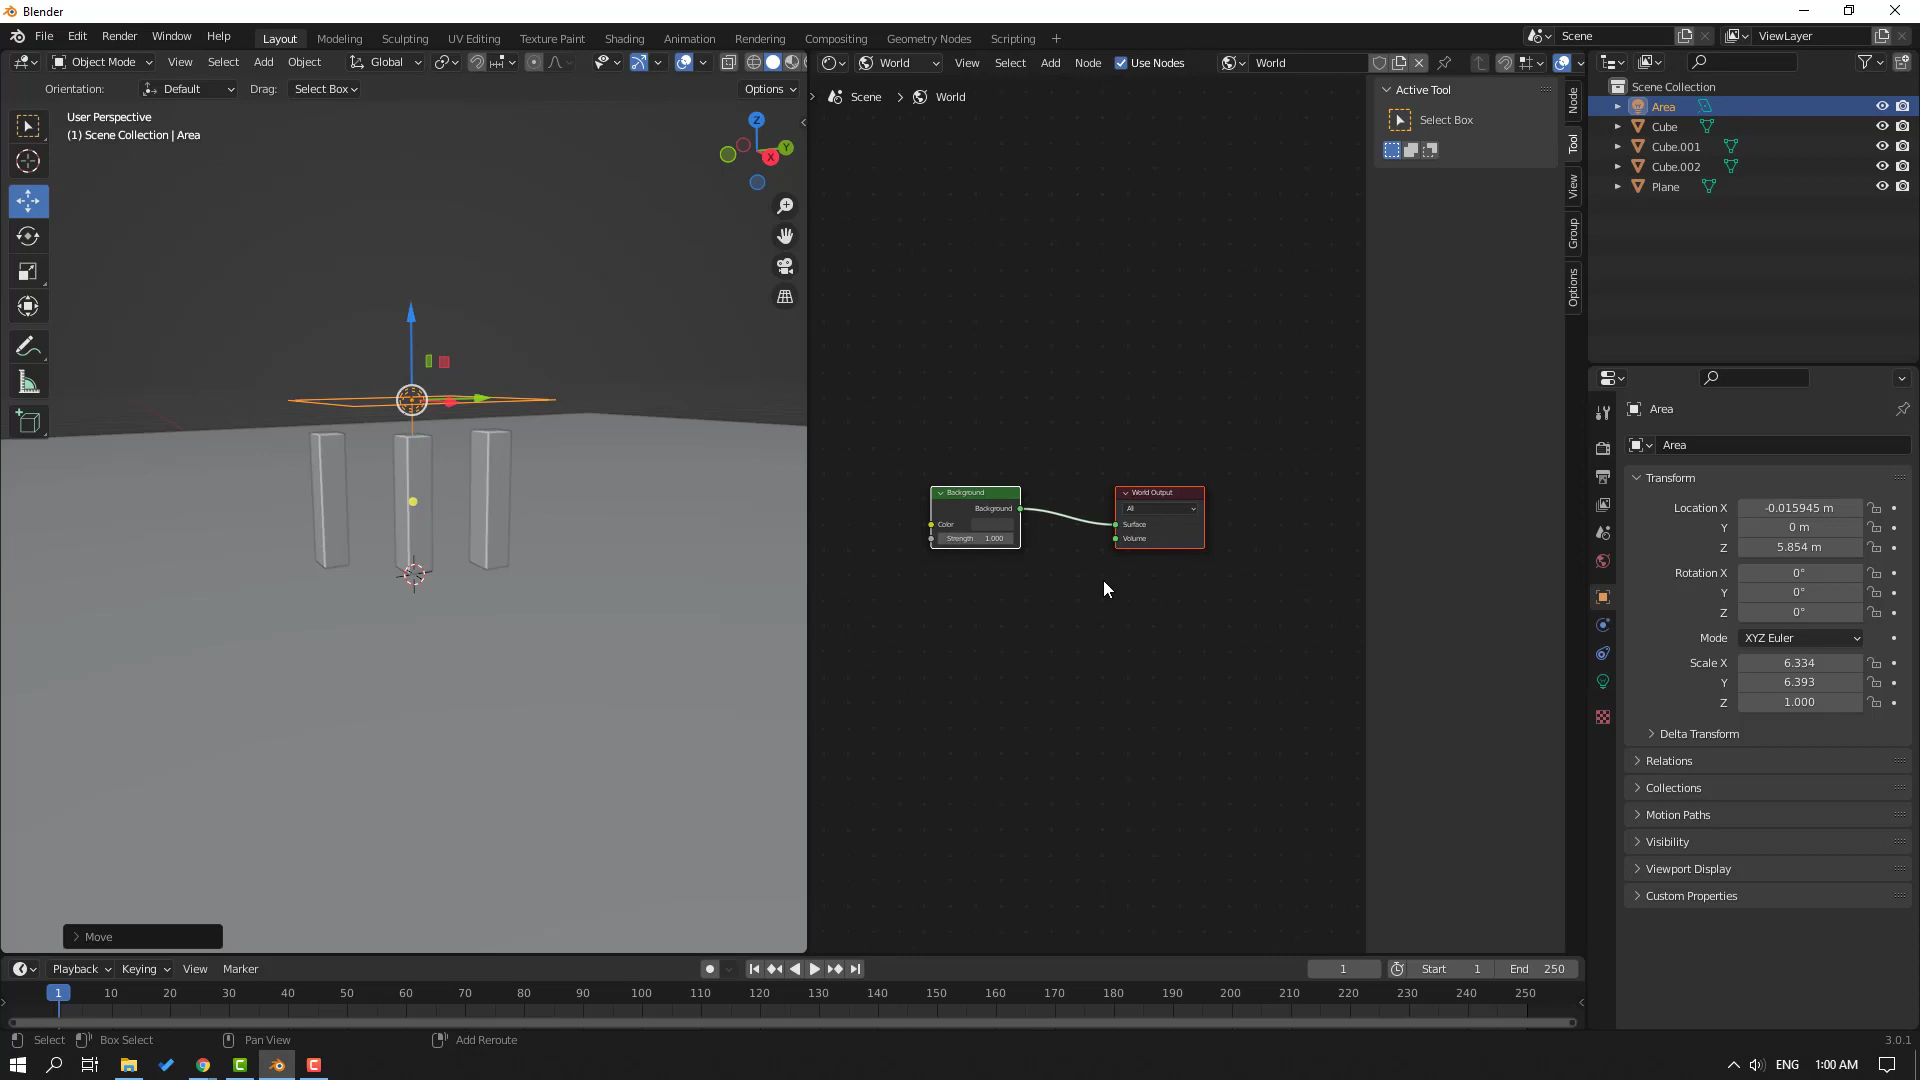 Blender
File Edit Render Window Help
Layout Modeling Sculpting UV Editing Texture Paint Shading Animation Rendering Compositing Geometry Nodes Scripting +
Scene
ViewLayer
Object Mode View Select Add Object Global
World View Select Add Node Use Nodes World
Orientation: Default Drag: Select Box Options
User Perspective
(1) Scene Collection | Area
Z
Y
X
Scene > World
Active Tool
Select Box
Node
Tool
View
Group
Options
Background
Background
Color
Strength 1.000
World Output
All
Surface
Volume
Scene Collection
Area
Cube
Cube.001
Cube.002
Plane
Area
Area
Transform
Location X -0.015945 m
Y 0 m
Z 5.854 m
Rotation X 0°
Y 0°
Z 0°
Mode XYZ Euler
Scale X 6.334
Y 6.393
Z 1.000
Delta Transform
Relations
Collections
Motion Paths
Visibility
Viewport Display
Custom Properties
Move
Playback Keying View Marker
1 Start 1 End 250
1 10 20 30 40 50 60 70 80 90 100 110 120 130 140 150 160 170 180 190 200 210 220 230 240 250
Select Box Select Pan View Add Reroute 3.0.1
ENG 1:00 AM